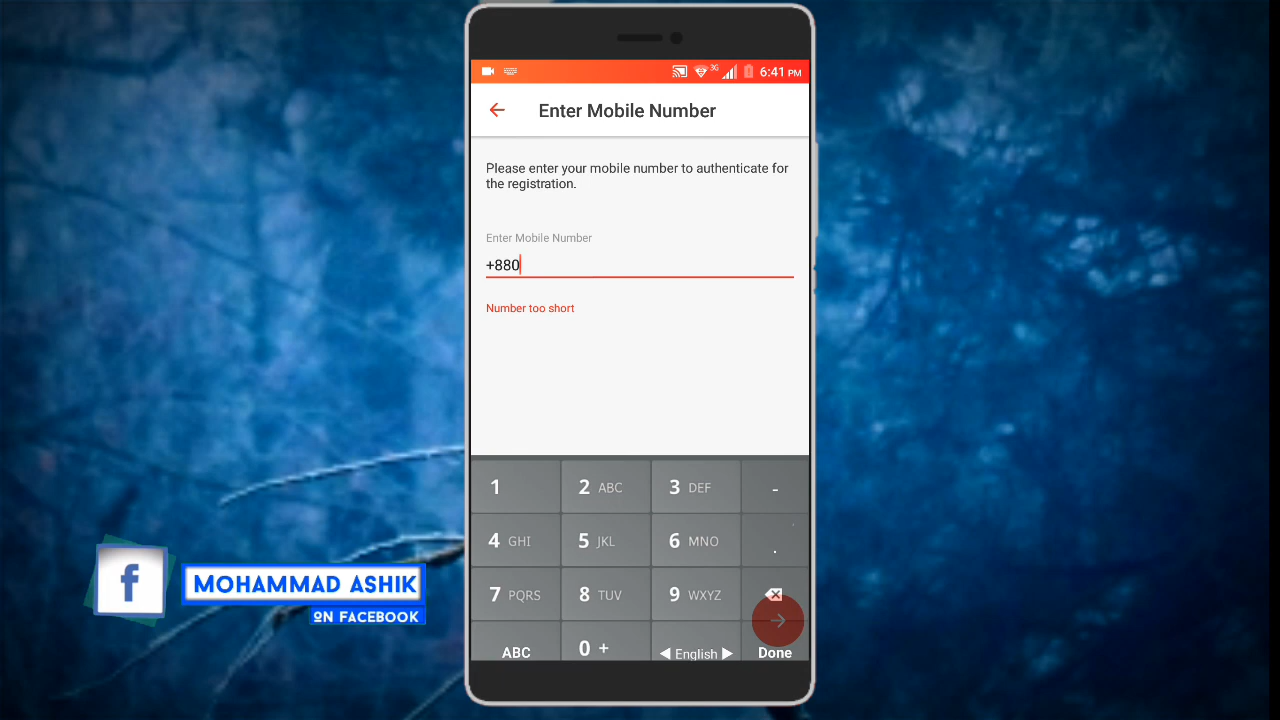 3G 6:41 PM
Enter Mobile Number
Please enter your mobile number to authenticate for
the registration.
Enter Mobile Number
+880
Number too short
1
2 ABC
3 DEF
-
4 GHI
5 JKL
6 MNO
.
7 PQRS
8 TUV
9 WXYZ
ABC
0 +
English
Done
f
MOHAMMAD ASHIK
ON FACEBOOK